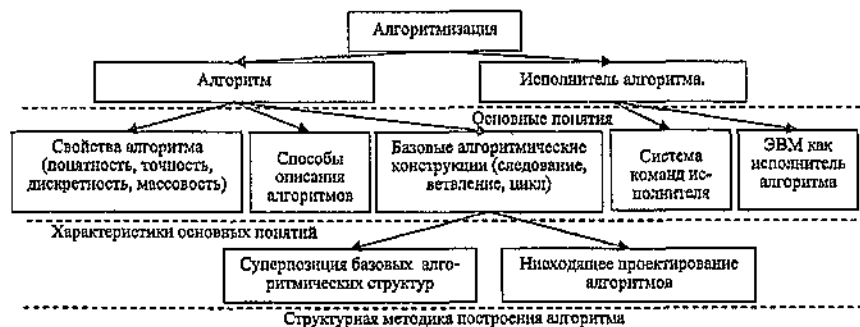 Алгоритмизация
Алгоритм
Исполнитель алгоритма.
Основные понятия
Свойства алгоритма
(понятность, точность,
дискретность, массовость)
Способы
описания
алгоритмов
Базовые алгоритмические
конструкции (следование,
ветвление, цикл)
Система
команд ис-
полнителя
ЭВМ как
исполнитель
алгоритма
Характеристики основных понятий
Суперпозиция базовых алго-
ритмических структур
Нисходящее проектирование
алгоритмов
Структурная методика построения алгоритма